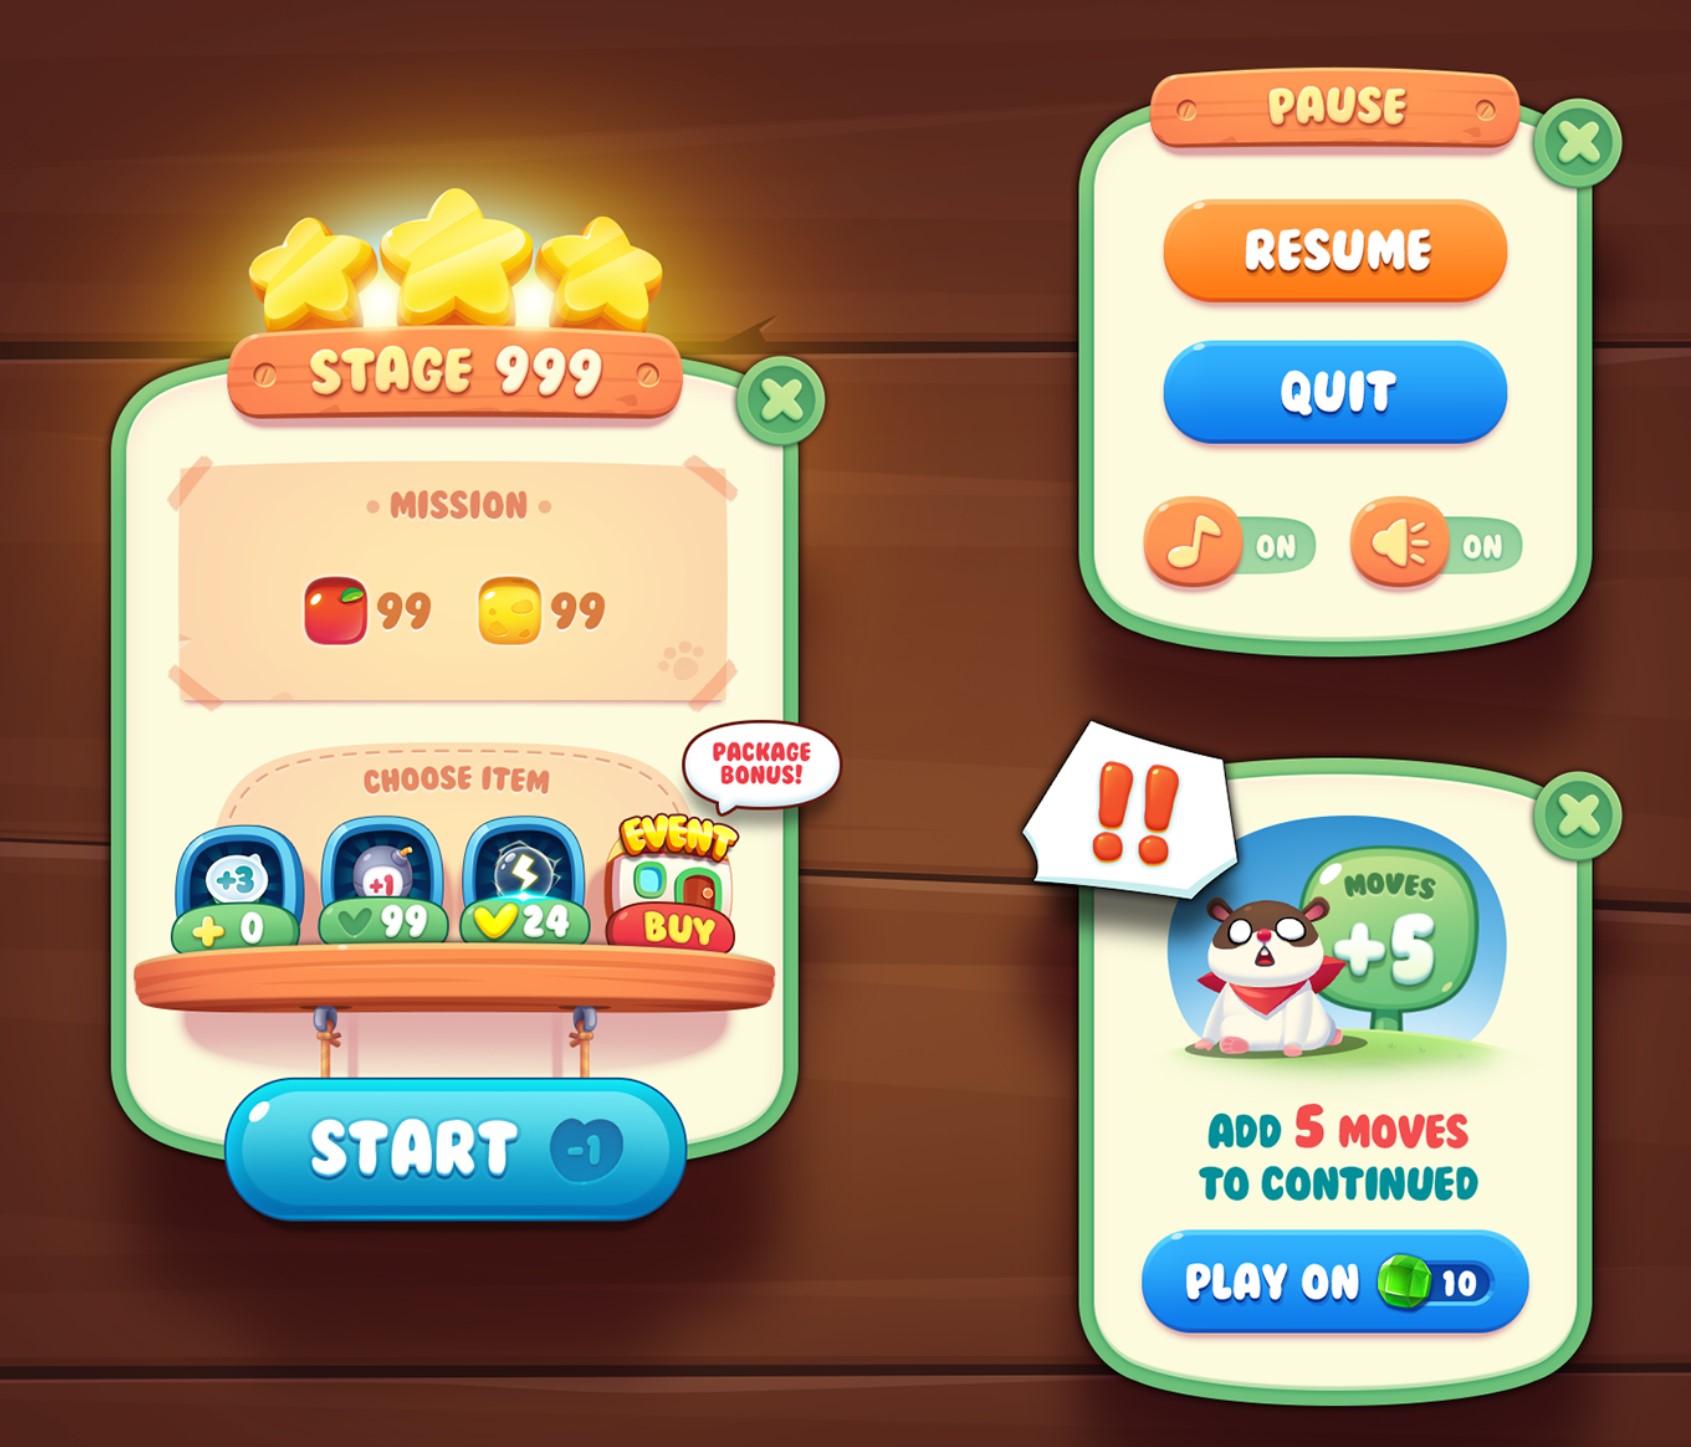 STAGE 999
MISSION
99 99
CHOOSE ITEM
PACKAGE
BONUS!
EVENT
+3
+1
+ 0
99
24
BUY
START -1
PAUSE
RESUME
QUIT
ON ON
!!
MOVES
+5
ADD 5 MOVES
TO CONTINUED
PLAY ON 10